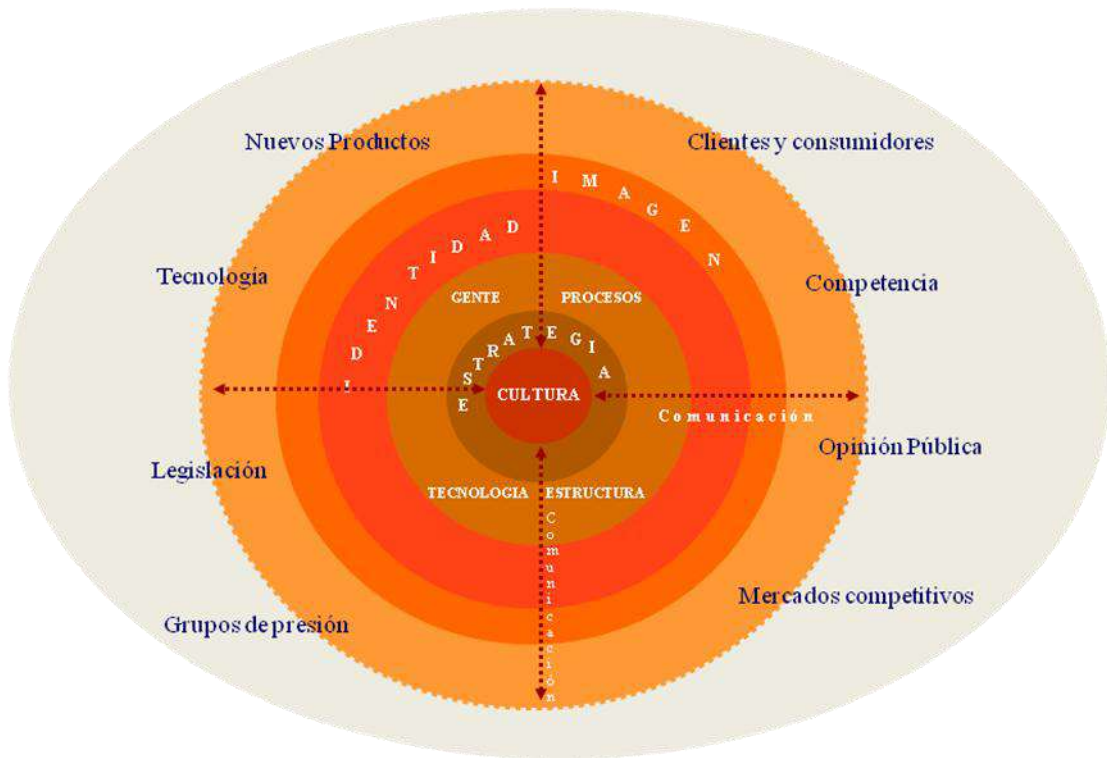 Nuevos Productos
Clientes y consumidores
IMAGEN
IDENTIDAD
Tecnología
Competencia
GENTE
PROCESOS
ESTRATEGIA
CULTURA
Comunicación
Opinión Pública
Legislación
TECNOLOGIA
ESTRUCTURA
Comunicación
Mercados competitivos
Grupos de presión